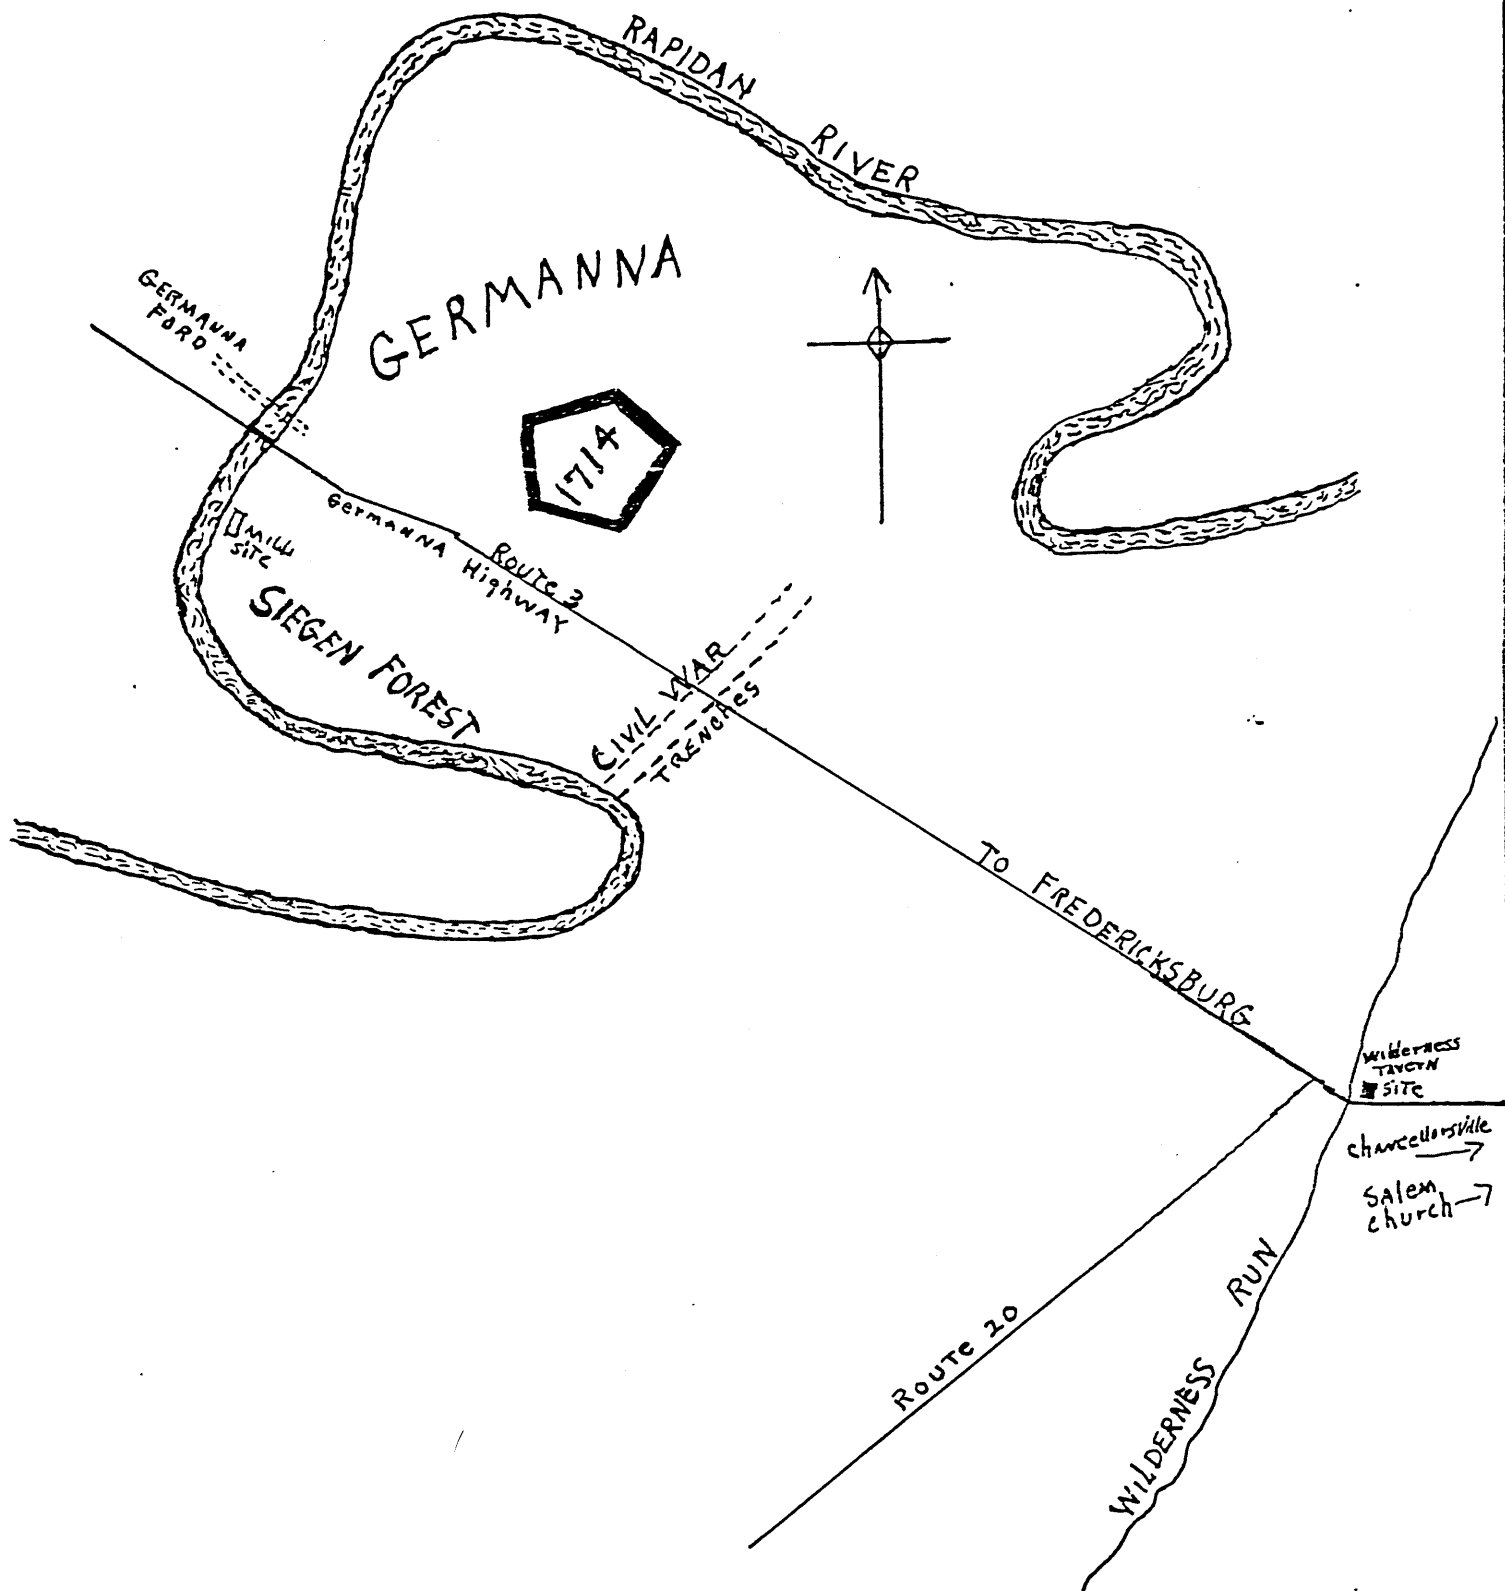 RAPIDAN
RIVER
GERMANNA
GERMANNA
FORD
1714
GerMANNA
HighWAY
RouTe 3
Mill
SiTe
SIEGEN FOREST
CIVIL WAR
TRENCHES
TO FREDERICKSBURG
WilderNess
TAVErN
SiTe
ChANcellorsville
SAlem
church
RouTe 20
WILDERNESS
RUN